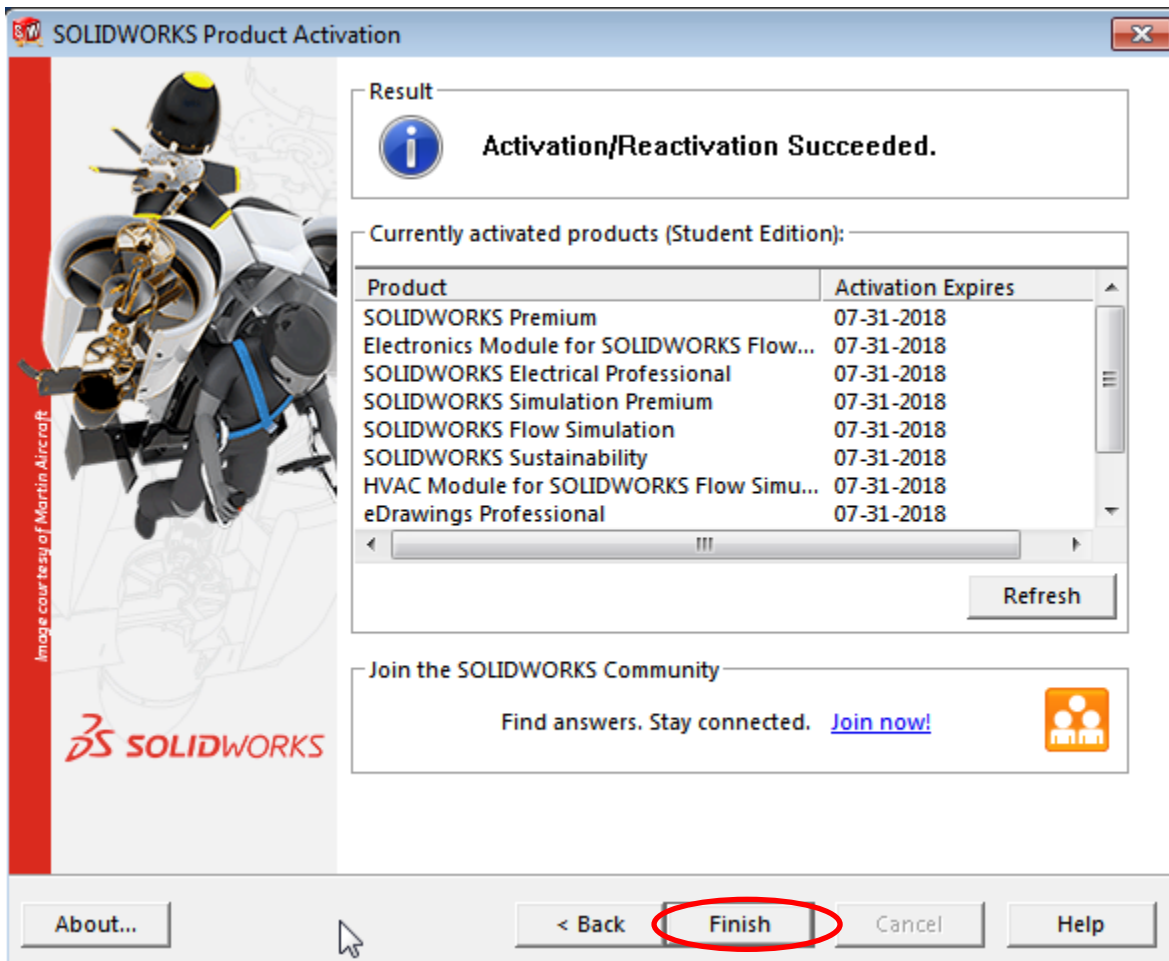 SOLIDWORKS Product Activation
Result
Activation/Reactivation Succeeded.
Currently activated products (Student Edition):
Product Activation Expires
SOLIDWORKS Premium 07-31-2018
Electronics Module for SOLIDWORKS Flow... 07-31-2018
SOLIDWORKS Electrical Professional 07-31-2018
SOLIDWORKS Simulation Premium 07-31-2018
SOLIDWORKS Flow Simulation 07-31-2018
SOLIDWORKS Sustainability 07-31-2018
HVAC Module for SOLIDWORKS Flow Simu... 07-31-2018
eDrawings Professional 07-31-2018
Refresh
Image courtesy of Martin Aircraft
Join the SOLIDWORKS Community
Find answers. Stay connected. Join now!
SOLIDWORKS
About... < Back Finish Cancel Help